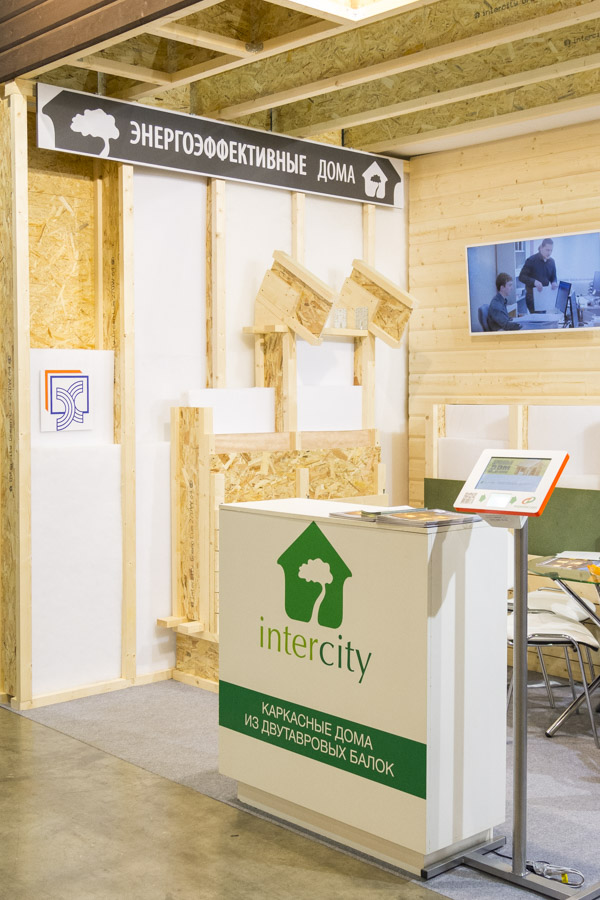 ЭНЕРГОЭФФЕКТИВНЫЕ ДОМА
intercity
КАРКАСНЫЕ ДОМА
ИЗ ДВУТАВРОВЫХ БАЛОК